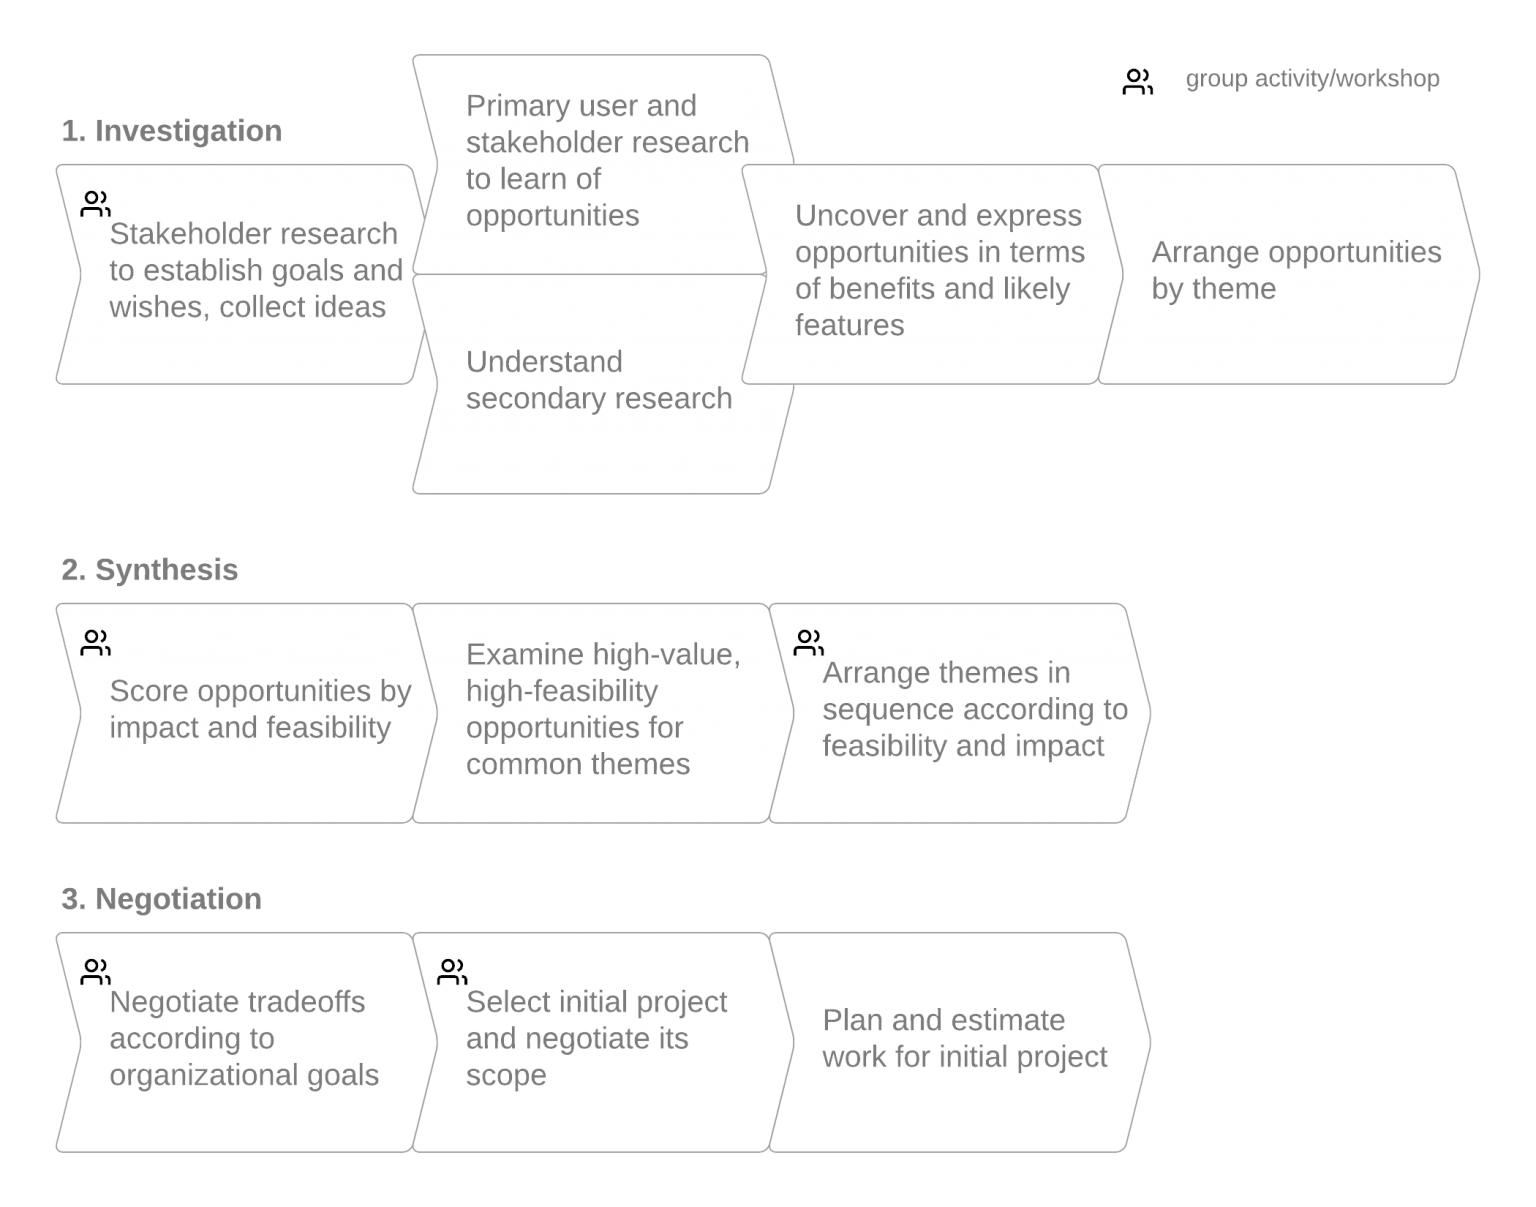 group activity/workshop
1. Investigation
Stakeholder research
to establish goals and
wishes, collect ideas
Primary user and
stakeholder research
to learn of
opportunities
Understand
secondary research
Uncover and express
opportunities in terms
of benefits and likely
features
Arrange opportunities
by theme
2. Synthesis
Score opportunities by
impact and feasibility
Examine high-value,
high-feasibility
opportunities for
common themes
Arrange themes in
sequence according to
feasibility and impact
3. Negotiation
Negotiate tradeoffs
according to
organizational goals
Select initial project
and negotiate its
scope
Plan and estimate
work for initial project